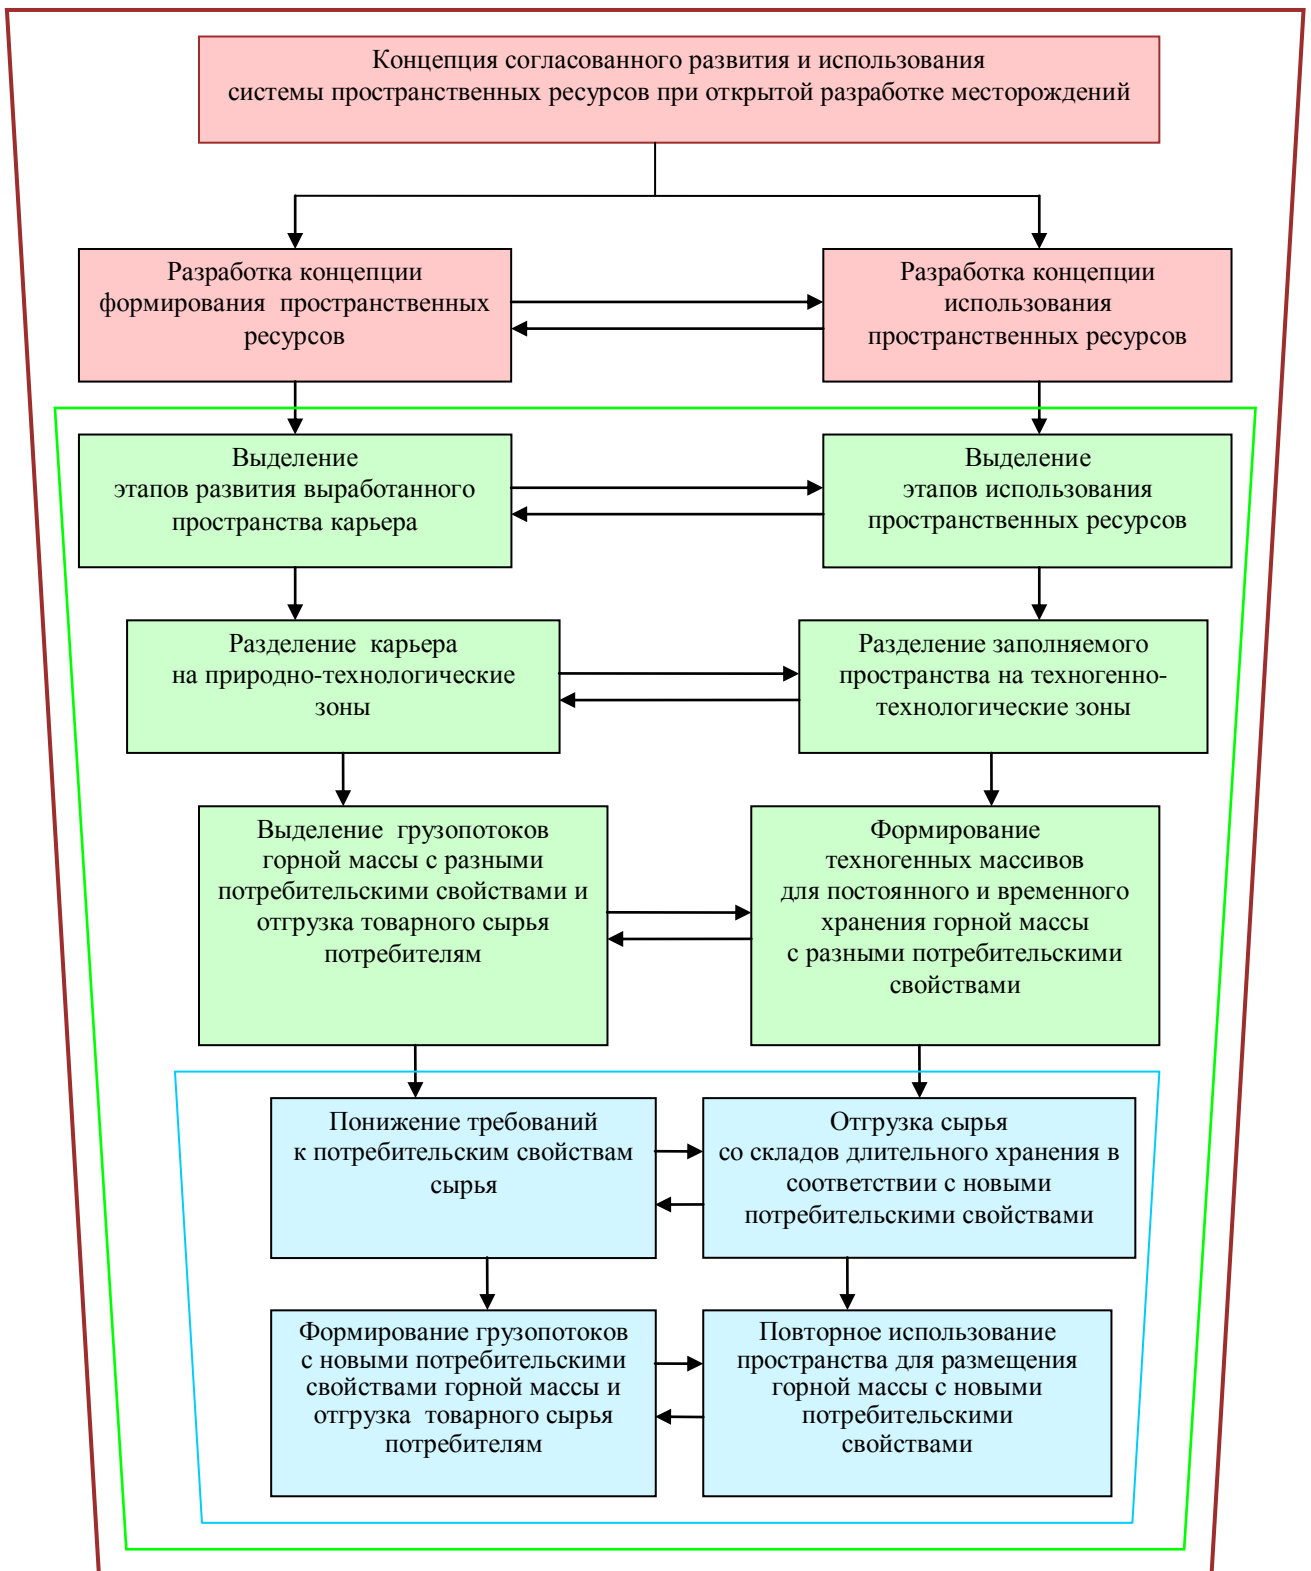 Концепция согласованного развития и использования
системы пространственных ресурсов при открытой разработке месторождений
Разработка концепции
формирования пространственных
ресурсов
Разработка концепции
использования
пространственных ресурсов
Выделение
этапов развития выработанного
пространства карьера
Выделение
этапов использования
пространственных ресурсов
Разделение карьера
на природно-технологические
зоны
Разделение заполняемого
пространства на техногенно-
технологические зоны
Выделение грузопотоков
горной массы с разными
потребительскими свойствами и
отгрузка товарного сырья
потребителям
Формирование
техногенных массивов
для постоянного и временного
хранения горной массы
с разными потребительскими
свойствами
Понижение требований
к потребительским свойствам
сырья
Отгрузка сырья
со складов длительного хранения в
соответствии с новыми
потребительскими свойствами
Формирование грузопотоков
с новыми потребительскими
свойствами горной массы и
отгрузка товарного сырья
потребителям
Повторное использование
пространства для размещения
горной массы с новыми
потребительскими
свойствами